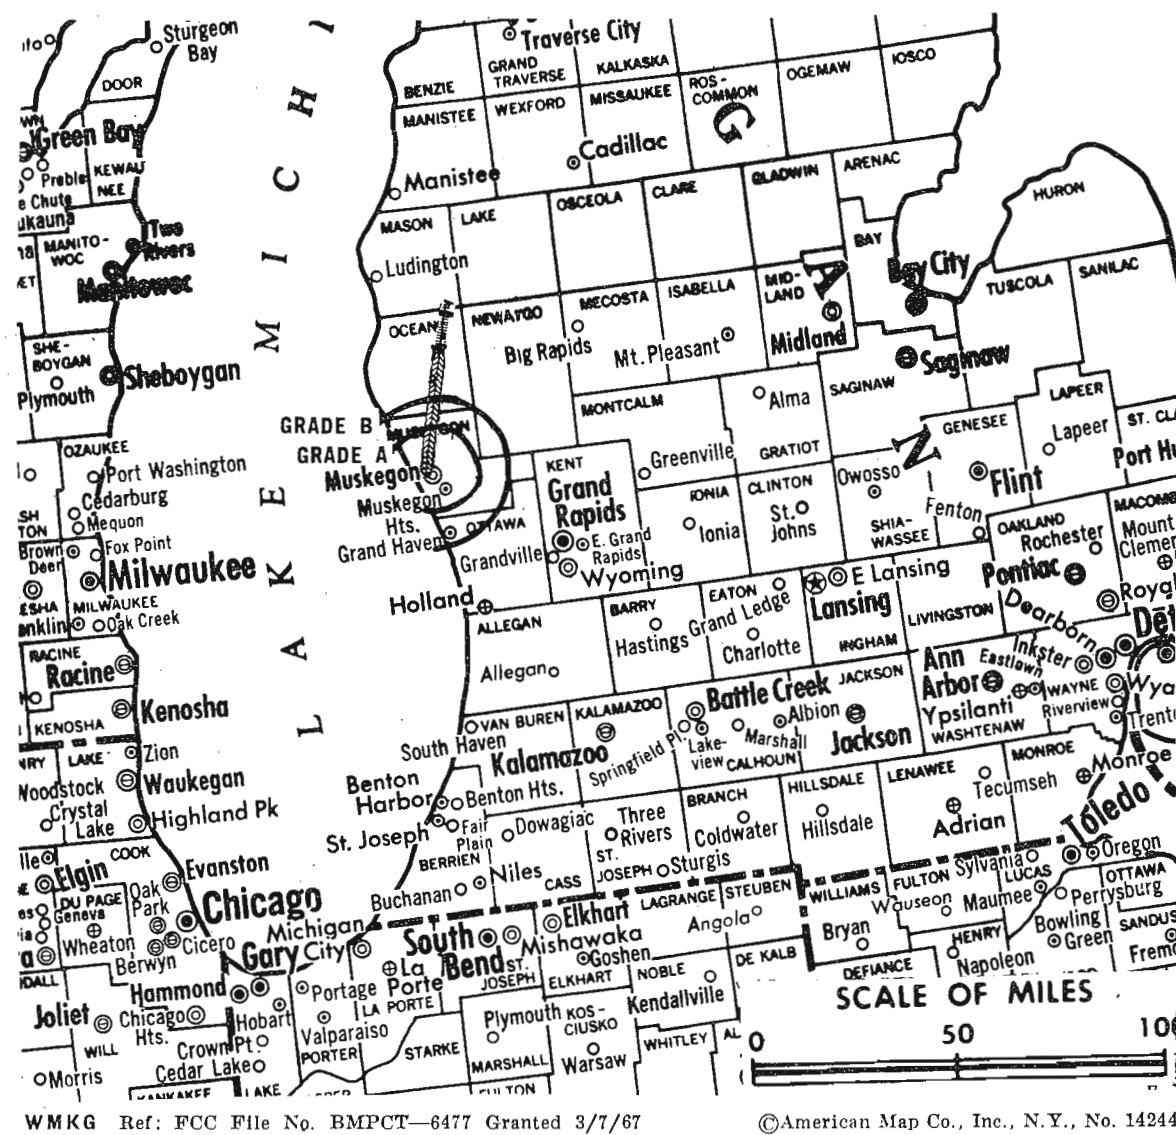 Sturgeon
Bay
DOOR
Green Bay
Preble
KEWAU
NEE
e Chute
ukauna
MANITO-
WOC
Two
Rivers
Manitowoc
SHE-
BOYGAN
Plymouth
Sheboygan
OZAUKEE
Port Washington
Cedarburg
Mequon
Brown
Deer
Fox Point
Milwaukee
MILWAUKEE
Oak Creek
RACINE
Racine
KENOSHA
Kenosha
LAKE
Zion
Woodstock
Waukegan
Crystal
Lake
Highland Pk
COOK
Evanston
Elgin
DU PAGE
Geneva
Oak
Park
Chicago
Wheaton
Cicero
Berwyn
Gary
Hammond
Joliet
Chicago
Hts.
Hobart
WILL
Crown Pt.
Cedar Lake
Morris
KANKAKEE
LAKE
LAKE MICHI
G
A
N
Traverse City
BENZIE
GRAND
TRAVERSE
KALKASKA
OGEMAW
IOSCO
MANISTEE
WEXFORD
MISSAUKEE
ROS-
COMMON
Cadillac
Manistee
MASON
LAKE
OSCEOLA
CLARE
GLADWIN
ARENAC
HURON
Ludington
BAY
Bay City
OCEANA
NEWAYGO
MECOSTA
ISABELLA
MID-
LAND
TUSCOLA
SANILAC
Big Rapids
Mt. Pleasant
Midland
Saginaw
SAGINAW
GRADE B
GRADE A
MUSKEGON
Muskegon
Muskegon
Hts.
Grand Haven
OTTAWA
MONTCALM
Alma
GRATIOT
GENESEE
LAPEER
Lapeer
ST. CL
Port Hu
KENT
Grand
Rapids
Greenville
IONIA
Ionia
CLINTON
St.
Johns
Owosso
Flint
Fenton
SHIA-
WASSEE
OAKLAND
Rochester
MACOMB
Mount
Clemen
Grandville
E. Grand
Rapids
Wyoming
Holland
ALLEGAN
Allegan
BARRY
Hastings
EATON
Grand Ledge
Charlotte
E Lansing
Lansing
INGHAM
LIVINGSTON
Pontiac
Roya
Dearborn
Det
Inkster
Ann
Arbor
Eastlawn
Ypsilanti
WAYNE
Wya
Riverview
Trent
WASHTENAW
VAN BUREN
South Haven
KALAMAZOO
Kalamazoo
Springfield Pl.
Battle Creek
Lake-
view
Marshall
Albion
CALHOUN
JACKSON
Jackson
Benton
Harbor
Benton Hts.
St. Joseph
Fair
Plain
Dowagiac
BERRIEN
Niles
Buchanan
CASS
Three
Rivers
ST.
JOSEPH
Sturgis
BRANCH
Coldwater
HILLSDALE
Hillsdale
LENAWEE
Tecumseh
Adrian
MONROE
Monroe
Toledo
Oregon
Sylvania
LUCAS
Maumee
Perrysburg
OTTAWA
Bowling
Green
SANDUS
Frem
FULTON
Wauseon
WILLIAMS
Bryan
HENRY
Napoleon
DEFIANCE
Michigan
City
La
Porte
LA PORTE
Portage
Valparaiso
PORTER
South
Bend
ST.
JOSEPH
Elkhart
Mishawaka
Goshen
ELKHART
LAGRANGE
STEUBEN
Angola
NOBLE
Kendallville
DE KALB
STARKE
Plymouth
MARSHALL
KOS-
CIUSKO
Warsaw
WHITLEY
FULTON
SCALE OF MILES
0 50 100
WMKG Ref: FCC File No. BMPCT—6477 Granted 3/7/67
©American Map Co., Inc., N.Y., No. 14244